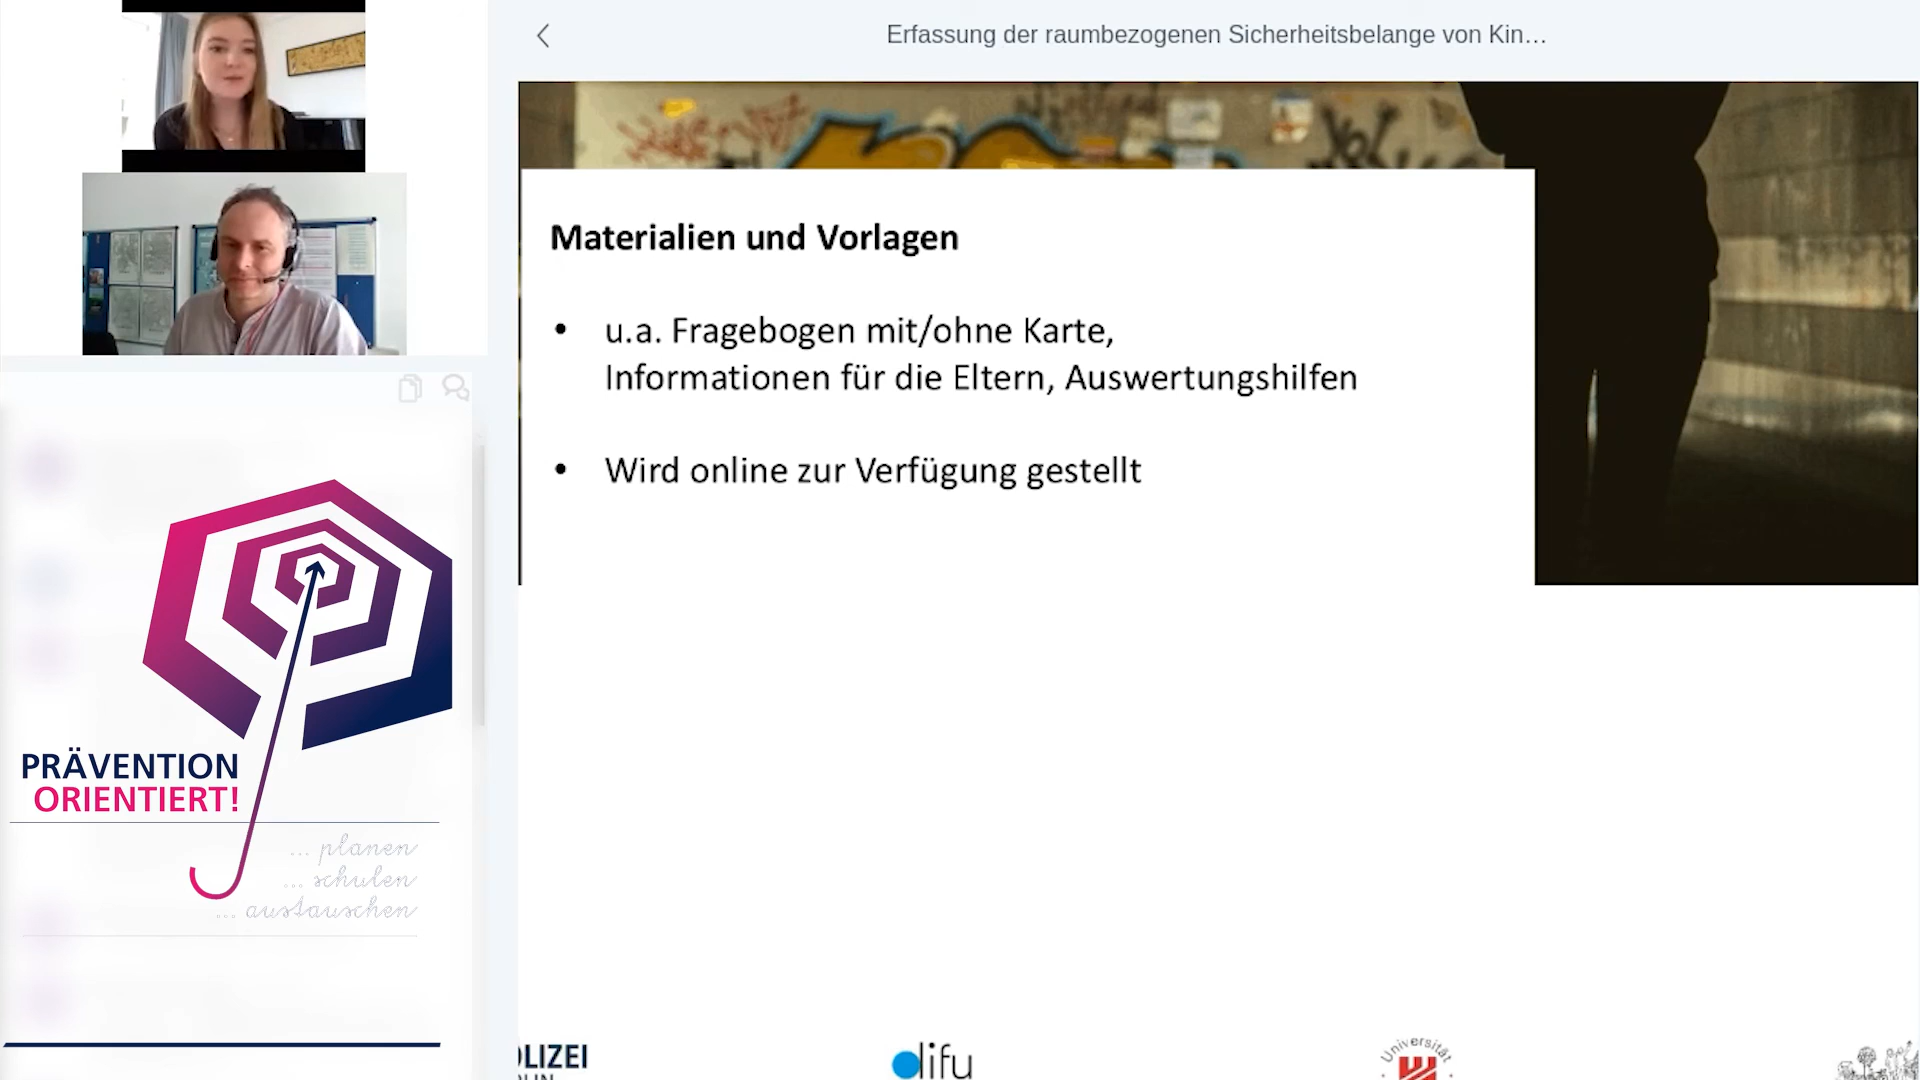 Erfassung der raumbezogenen Sicherheitsbelange von Kin…
Materialien und Vorlagen
• u.a. Fragebogen mit/ohne Karte,
Informationen für die Eltern, Auswertungshilfen
• Wird online zur Verfügung gestellt
PRÄVENTION
ORIENTIERT!
... planen
... schulen
... austauschen
LIZEI
difu
Universität